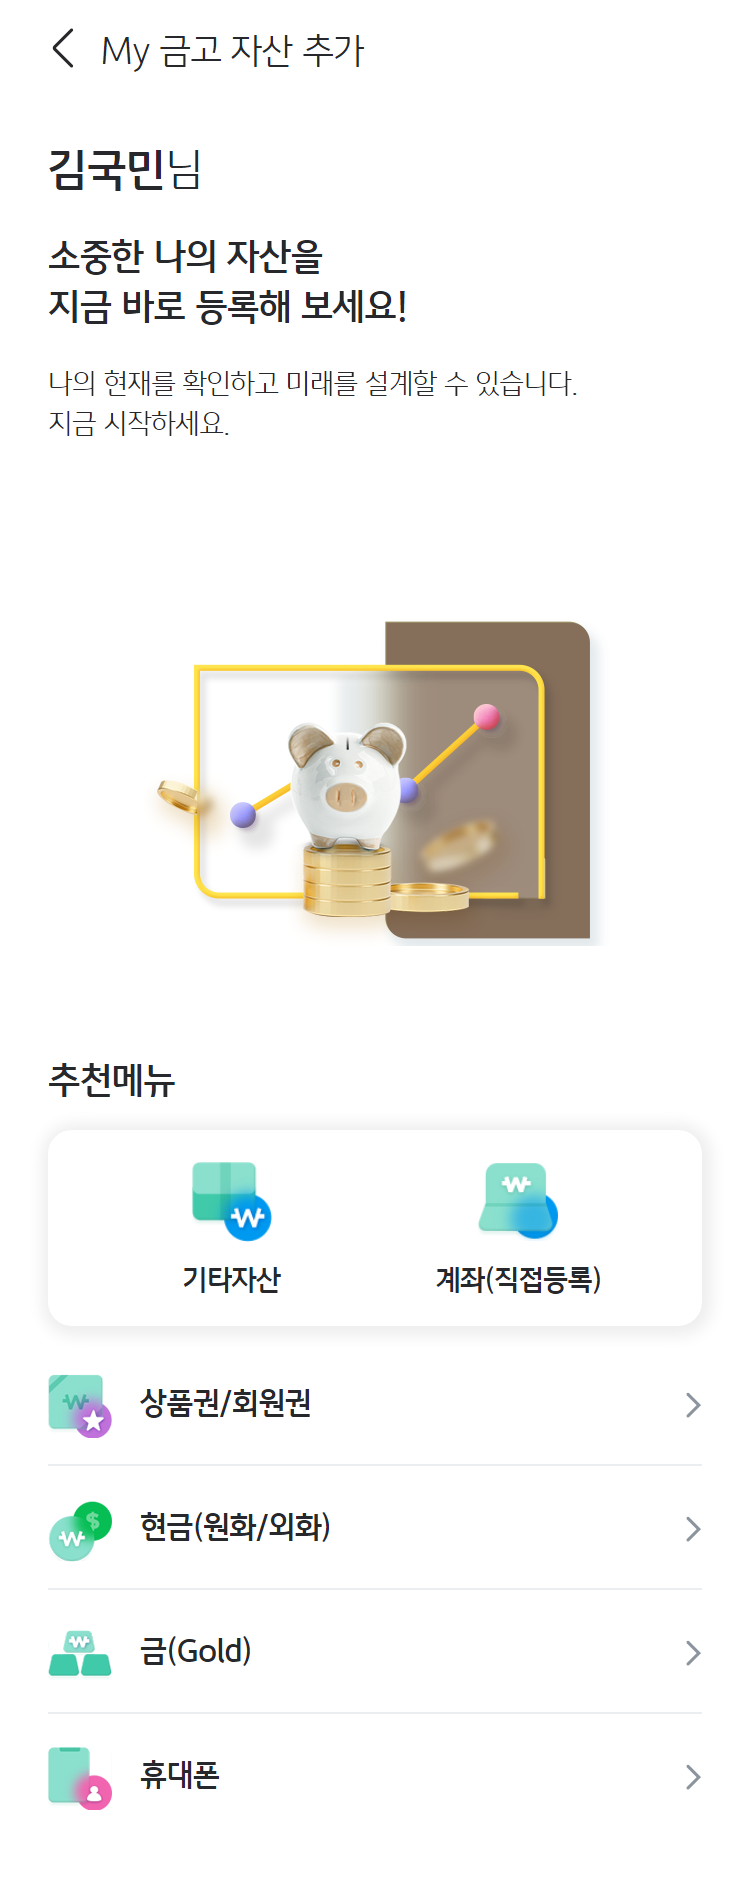 My 금고 자산 추가
김국민님
소중한 나의 자산을
지금 바로 등록해 보세요!
나의 현재를 확인하고 미래를 설계할 수 있습니다.
지금 시작하세요.
추천메뉴
기타자산
계좌(직접등록)
상품권/회원권
현금(원화/외화)
금(Gold)
휴대폰